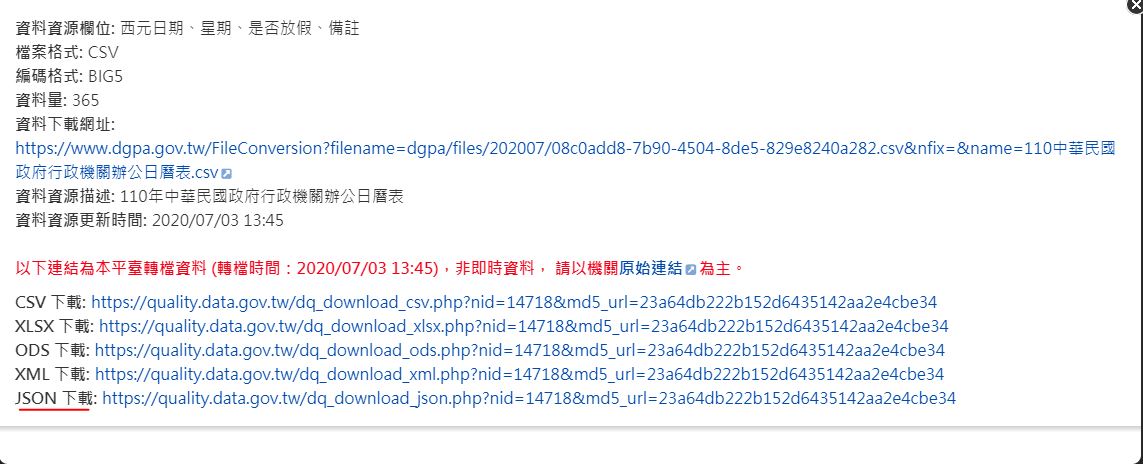 資料資源欄位: 西元日期、星期、是否放假、備註
檔案格式: CSV
編碼格式: BIG5
資料量: 365
資料下載網址:
https://www.dgpa.gov.tw/FileConversion?filename=dgpa/files/202007/08c0add8-7b90-4504-8de5-829e8240a282.csv&nfix=&name=110中華民國
政府行政機關辦公日曆表.csv
資料資源描述: 110年中華民國政府行政機關辦公日曆表
資料資源更新時間: 2020/07/03 13:45
以下連結為本平臺轉檔資料 (轉檔時間：2020/07/03 13:45)，非即時資料， 請以機關原始連結 為主。
CSV 下載: https://quality.data.gov.tw/dq_download_csv.php?nid=14718&md5_url=23a64db222b152d6435142aa2e4cbe34
XLSX 下載: https://quality.data.gov.tw/dq_download_xlsx.php?nid=14718&md5_url=23a64db222b152d6435142aa2e4cbe34
ODS 下載: https://quality.data.gov.tw/dq_download_ods.php?nid=14718&md5_url=23a64db222b152d6435142aa2e4cbe34
XML 下載: https://quality.data.gov.tw/dq_download_xml.php?nid=14718&md5_url=23a64db222b152d6435142aa2e4cbe34
JSON 下載: https://quality.data.gov.tw/dq_download_json.php?nid=14718&md5_url=23a64db222b152d6435142aa2e4cbe34